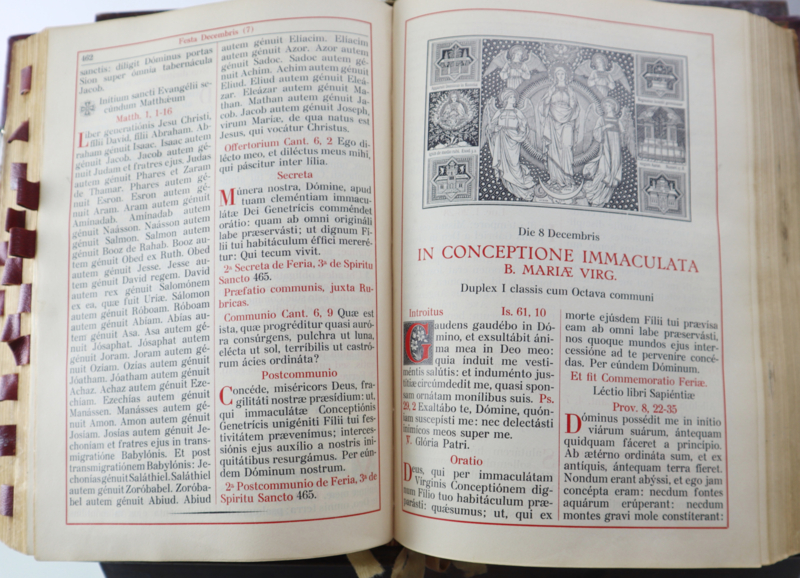 462
Festa Decembris (7)
sanctis: díligit Dóminus portas
Sion super ómnia tabernácula
Jacob.
✠ Inítium sancti Evangélii se-
cúndum Matthǽum
Matth. 1, 1-16
Liber generatiónis Jesu Christi,
fílii David, fílii Abraham. Ab-
raham génuit Isaac. Isaac autem
génuit Jacob. Jacob autem gé-
nuit Judam et fratres ejus. Judas
autem génuit Phares et Zaram
de Thamar. Phares autem gé-
nuit Esron. Esron autem gé-
nuit Aram. Aram autem génuit
Amínadab. Amínadab autem
génuit Naásson. Naásson autem
génuit Salmon. Salmon autem
génuit Booz de Rahab. Booz au-
tem génuit Obed ex Ruth. Obed
autem génuit Jesse. Jesse au-
tem génuit David regem. David
autem rex génuit Salomónem
ex ea, quæ fuit Uríæ. Sálomon
autem génuit Róboam. Róboam
autem génuit Abíam. Abías au-
tem génuit Asa. Asa autem gé-
nuit Jósaphat. Jósaphat autem
génuit Joram. Joram autem gé-
nuit Ozíam. Ozías autem génuit
Jóatham. Jóatham autem génuit
Achaz. Achaz autem génuit Eze-
chíam. Ezechías autem génuit
Manássen. Manásses autem gé-
nuit Amon. Amon autem génuit
Josíam. Josías autem génuit Je-
choníam et fratres ejus in trans-
migratióne Babylónis. Et post
transmigratiónem Babylónis: Je-
chonías génuit Saláthiel. Saláthiel
autem génuit Zoróbabel. Zoróba-
bel autem génuit Abiud. Abiud
autem génuit Elíacim. Elíacim
autem génuit Azor. Azor autem
génuit Sadoc. Sadoc autem gé-
nuit Achim. Achim autem génuit
Eliud. Eliud autem génuit Eleá-
zar. Eleázar autem génuit Ma-
than. Mathan autem génuit Ja-
cob. Jacob autem génuit Joseph,
virum Maríæ, de qua natus est
Jesus, qui vocátur Christus.
Offertorium Cant. 6, 2 Ego di-
lécto meo, et diléctus meus mihi,
qui páscitur inter lília.
Secreta
Múnera nostra, Dómine, apud
tuam cleméntiam immacu-
látæ Dei Genetrícis comméndet
orátio: quam ab omni origináli
labe præservásti; ut dignum Fí-
lii tui habitáculum éffici mereré-
tur: Qui tecum vivit.
2ª Secreta de Feria, 3ª de Spiritu
Sancto 465.
Præfatio communis, juxta Ru-
bricas.
Communio Cant. 6, 9 Quæ est
ista, quæ progréditur quasi auró-
ra consúrgens, pulchra ut luna,
elécta ut sol, terríbilis ut castró-
rum ácies ordináta?
Postcommunio
Concéde, miséricors Deus, fra-
gilitáti nostræ præsídium: ut,
qui immaculátæ Conceptiónis
Genetrícis unigéniti Fílii tui fes-
tivitátem prævenímus; interces-
siónis ejus auxílio a nostris ini-
quitátibus resurgámus. Per eún-
dem Dóminum nostrum.
2ª Postcommunio de Feria, 3ª de
Spiritu Sancto 465.
Die 8 Decembris
IN CONCEPTIONE IMMACULATA
B. MARIÆ VIRG.
Duplex I classis cum Octava communi
Introitus Is. 61, 10
Gaudens gaudébo in Dó-
mino, et exsultábit áni-
ma mea in Deo meo:
quia índuit me vesti-
méntis salútis: et induménto jus-
títiæ circúmdedit me, quasi spon-
sam ornátam monílibus suis. Ps.
29, 2 Exaltábo te, Dómine, quón-
iam suscepísti me: nec delectásti
inimícos meos super me.
℣. Glória Patri.
Oratio
Deus, qui per immaculátam
Vírginis Conceptiónem dig-
num Fílio tuo habitáculum præ-
parásti: quǽsumus; ut, qui ex
morte ejúsdem Fílii tui prævísa
eam ab omni labe præservásti,
nos quoque mundos ejus inter-
cessióne ad te perveníre concé-
das. Per eúndem Dóminum.
Et fit Commemoratio Feriæ.
Léctio libri Sapiéntiæ
Prov. 8, 22-35
Dóminus possédit me in inítio
viárum suárum, ántequam
quidquam fáceret a princípio.
Ab ætérno ordináta sum, et ex
antíquis, ántequam terra fíeret.
Nondum erant abýssi, et ego jam
concépta eram: necdum fontes
aquárum erúperant: necdum
montes gravi mole constíterant: